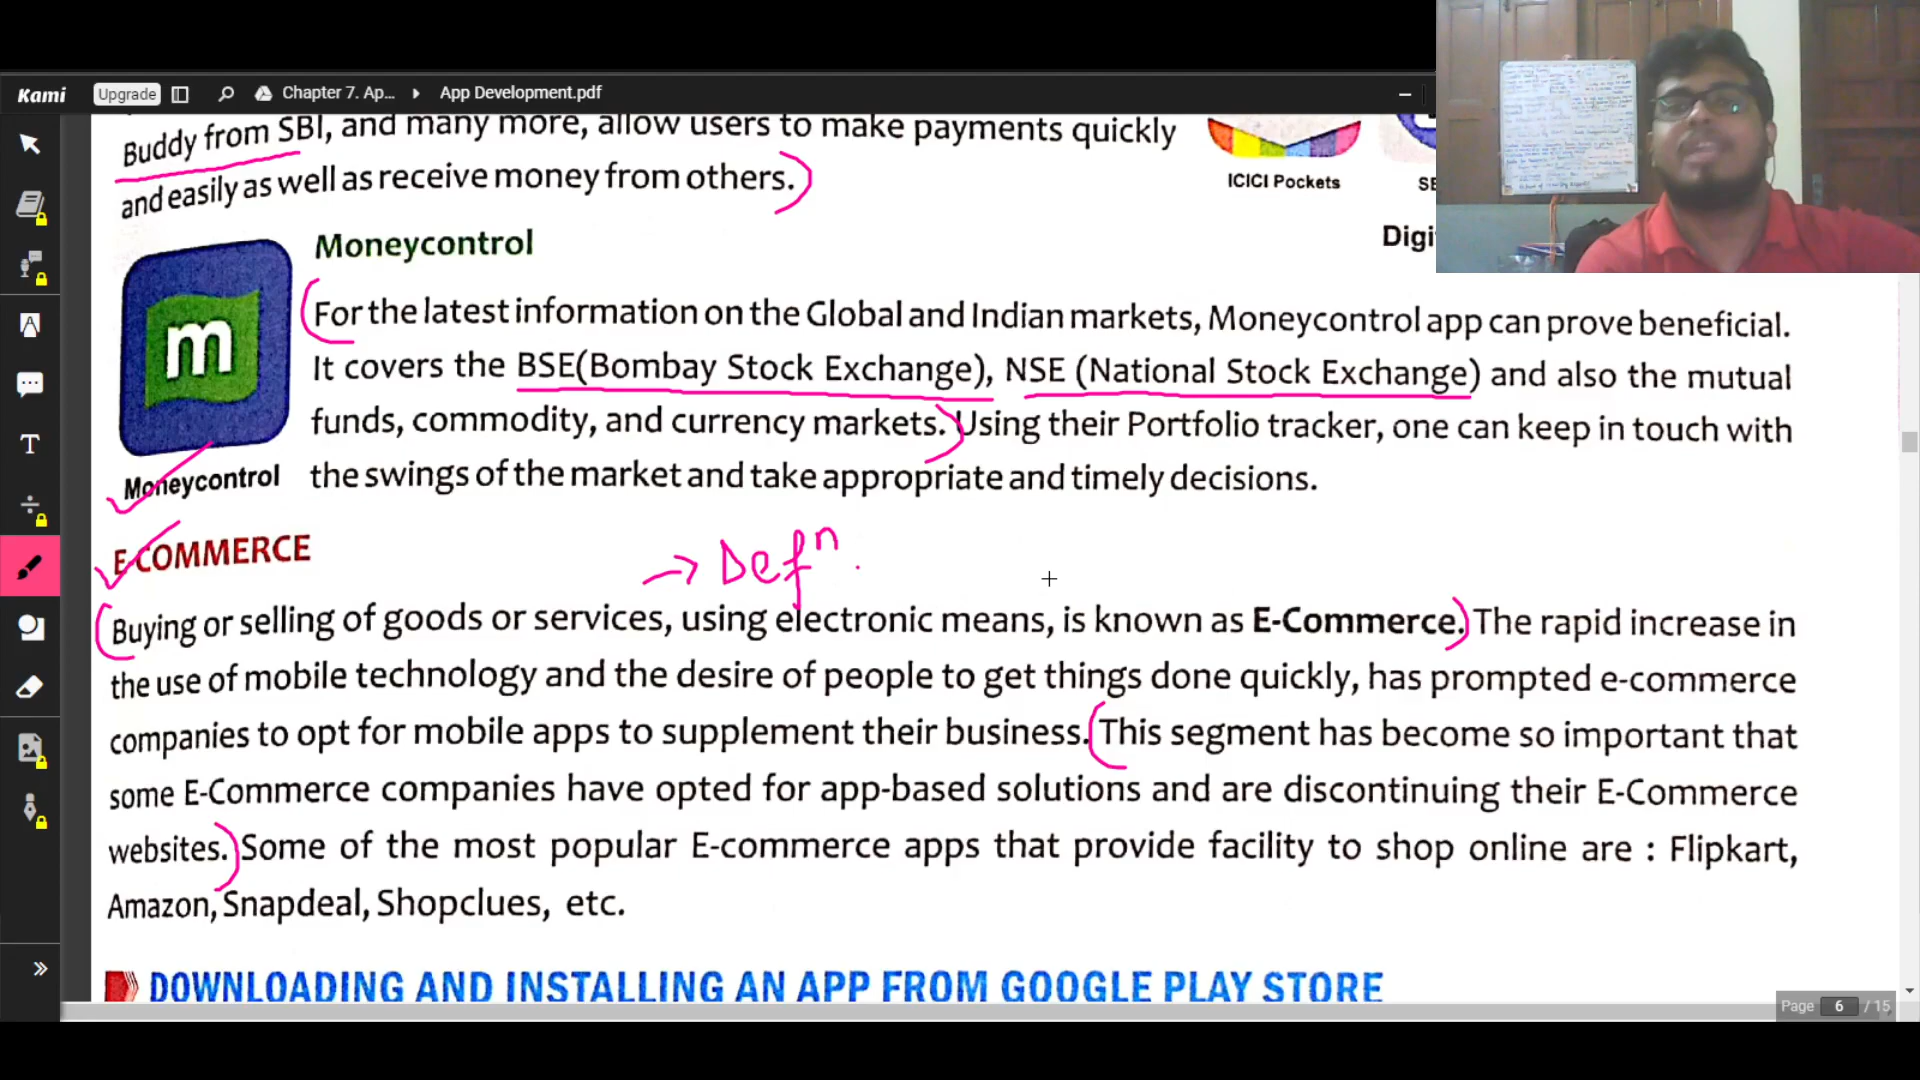 Kami
Upgrade
Chapter 7. Ap...
App Development.pdf
Buddy from SBI, and many more, allow users to make payments quickly
and easily as well as receive money from others.
ICICI Pockets
SB
Digi
Moneycontrol
For the latest information on the Global and Indian markets, Moneycontrol app can prove beneficial.
It covers the BSE(Bombay Stock Exchange), NSE (National Stock Exchange) and also the mutual
funds, commodity, and currency markets. Using their Portfolio tracker, one can keep in touch with
the swings of the market and take appropriate and timely decisions.
m
Moneycontrol
E-COMMERCE
→ Defⁿ.
Buying or selling of goods or services, using electronic means, is known as E-Commerce. The rapid increase in
the use of mobile technology and the desire of people to get things done quickly, has prompted e-commerce
companies to opt for mobile apps to supplement their business. This segment has become so important that
some E-Commerce companies have opted for app-based solutions and are discontinuing their E-Commerce
websites. Some of the most popular E-commerce apps that provide facility to shop online are : Flipkart,
Amazon, Snapdeal, Shopclues, etc.
DOWNLOADING AND INSTALLING AN APP FROM GOOGLE PLAY STORE
Page 6 / 15